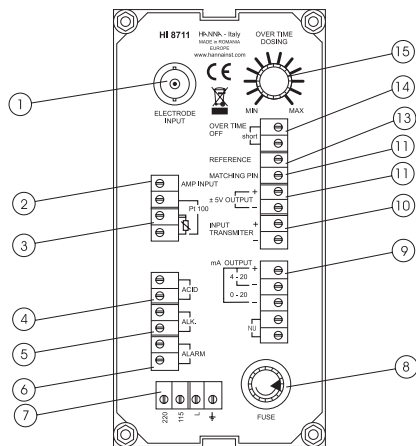 HI 8711
HANNA - Italy
MADE in ROMANIA
EUROPE
www.hannainst.com
OVER TIME
DOSING
CE
MIN
MAX
ELECTRODE
INPUT
OVER TIME
OFF
short
REFERENCE
MATCHING PIN
± 5V OUTPUT
+
−
INPUT
TRANSMITER
+
−
AMP INPUT
Pt 100
mA OUTPUT
+
4 - 20
−
0 - 20
−
NU
ACID
ALK.
ALARM
220
115
L
FUSE
1
2
3
4
5
6
7
15
14
13
11
11
10
9
8